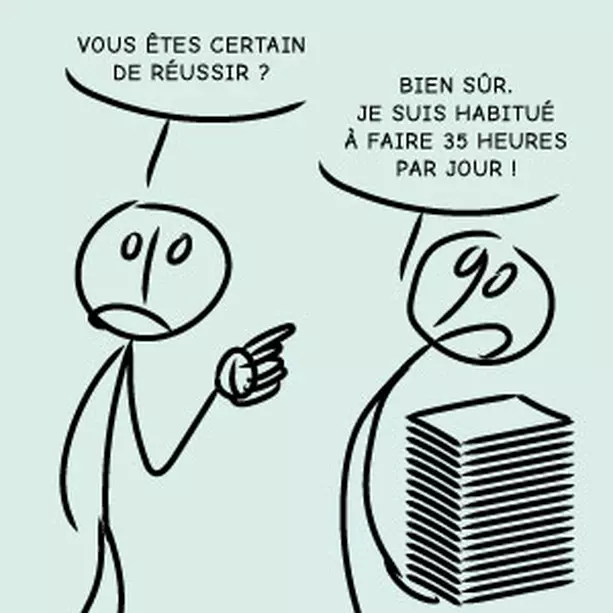 VOUS ÊTES CERTAIN
DE RÉUSSIR ?
BIEN SÛR.
JE SUIS HABITUÉ
À FAIRE 35 HEURES
PAR JOUR !